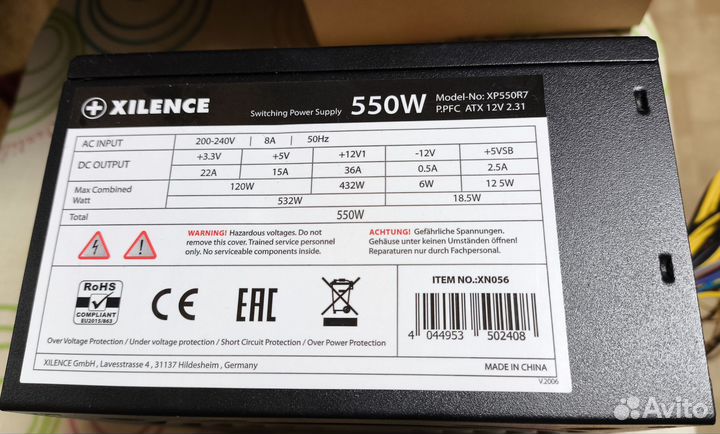 XILENCE
Switching Power Supply 550W Model-No: XP550R7
P.PFC ATX 12V 2.31
AC INPUT 200-240V | 8A | 50Hz
DC OUTPUT +3.3V +5V +12V1 -12V +5VSB
22A 15A 36A 0.5A 2.5A
Max Combined Watt 120W 432W 6W 12 5W
532W 18.5W
Total 550W
WARNING! Hazardous voltages. Do not
remove this cover. Trained service personnel
only. No serviceable components inside.
ACHTUNG! Gefährliche Spannungen.
Gehäuse unter keinen Umständen öffnen!
Reparaturen nur durch Fachpersonal.
RoHS
COMPLIANT
EU2015/863
CE
EAC
ITEM NO.:XN056
4 044953 502408
Over Voltage Protection / Under voltage protection / Short Circuit Protection / Over Power Protection
XILENCE GmbH , Lavesstrasse 4 , 31137 Hildesheim , Germany
MADE IN CHINA
V.2006
Avito